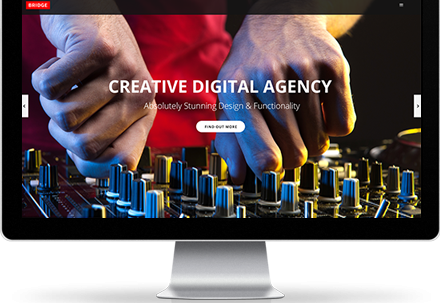 BRIDGE
CREATIVE DIGITAL AGENCY
Absolutely Stunning Design & Functionality
FIND OUT MORE